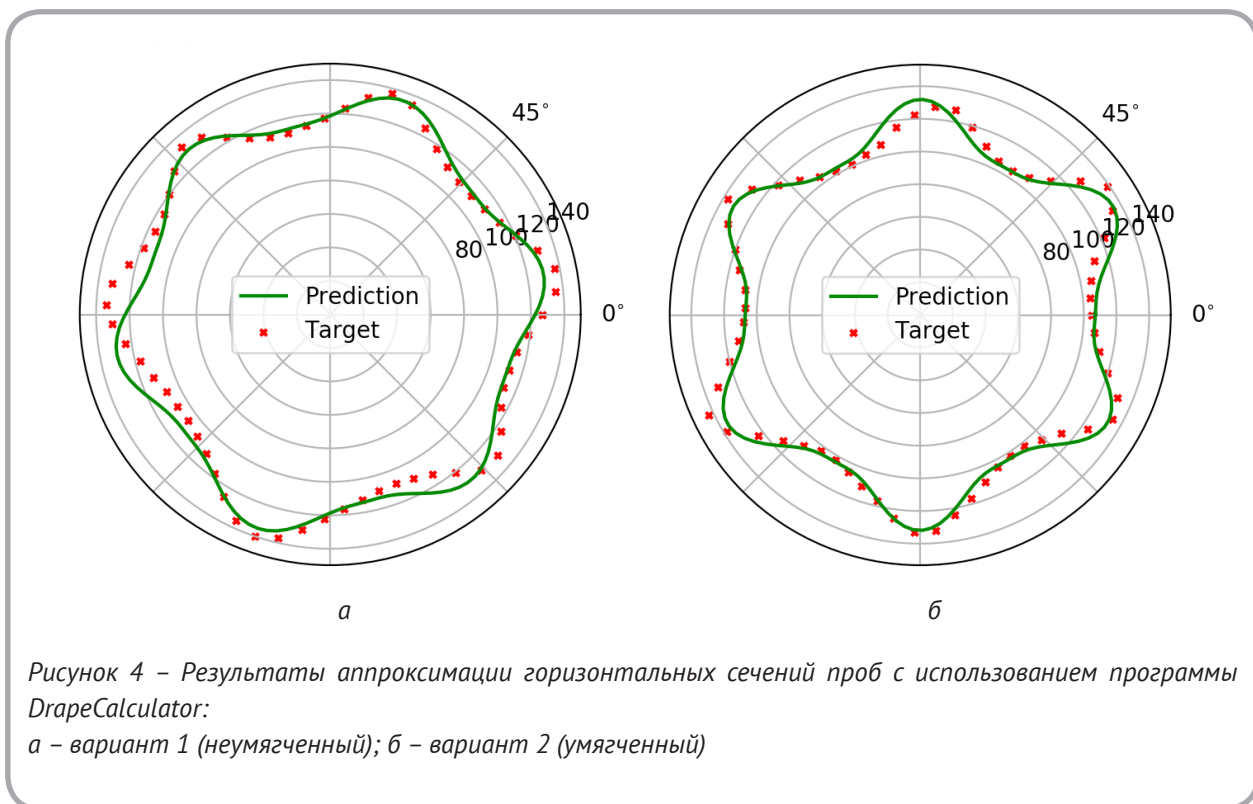 45°
140
120
100
80
0°
Prediction
Target
45°
140
120
100
80
0°
Prediction
Target
а
б
Рисунок 4 – Результаты аппроксимации горизонтальных сечений проб с использованием программы
DrapeCalculator:
а – вариант 1 (неумягченный); б – вариант 2 (умягченный)